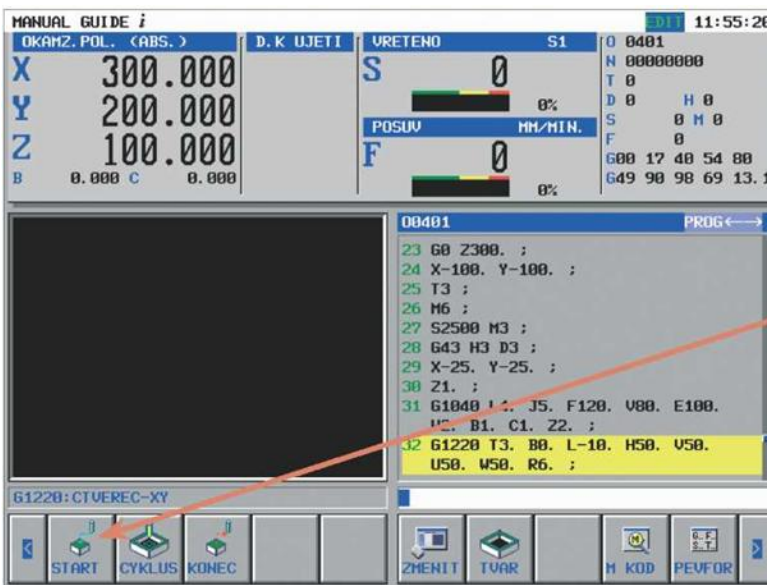 MANUAL GUIDE i EDIT 11:55:20
OKAMZ.POL. (ABS.)
X 300.000
Y 200.000
Z 100.000
B 0.000 C 0.000
D.K UJETI
VRETENO S1
S 0
0%
POSUV MM/MIN.
F 0
0%
O 0401
N 00000000
T 0
D 0 H 0
S 0 M 0
F 0
G00 17 40 54 80
G49 90 98 69 13.1
O0401 PROG←→
23 G0 Z300. ;
24 X-100. Y-100. ;
25 T3 ;
26 M6 ;
27 S2500 M3 ;
28 G43 H3 D3 ;
29 X-25. Y-25. ;
30 Z1. ;
31 G1040 L4. J5. F120. V80. E100.
B1. C1. Z2. ;
32 G1220 T3. B0. L-10. H50. V50.
U50. W50. R6. ;
G1220:CTVEREC-XY
< START CYKLUS KONEC
ZMENIT TVAR M KOD PEVFOR >